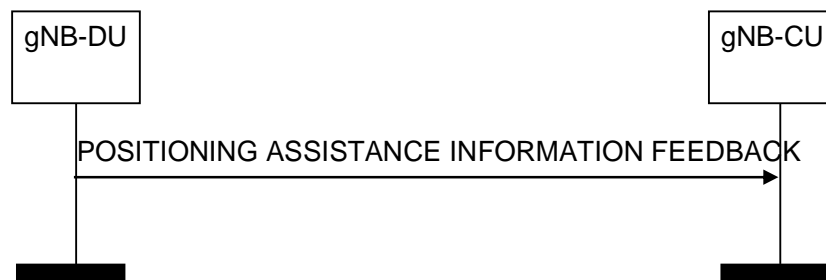 gNB-DU
gNB-CU
POSITIONING ASSISTANCE INFORMATION FEEDBACK